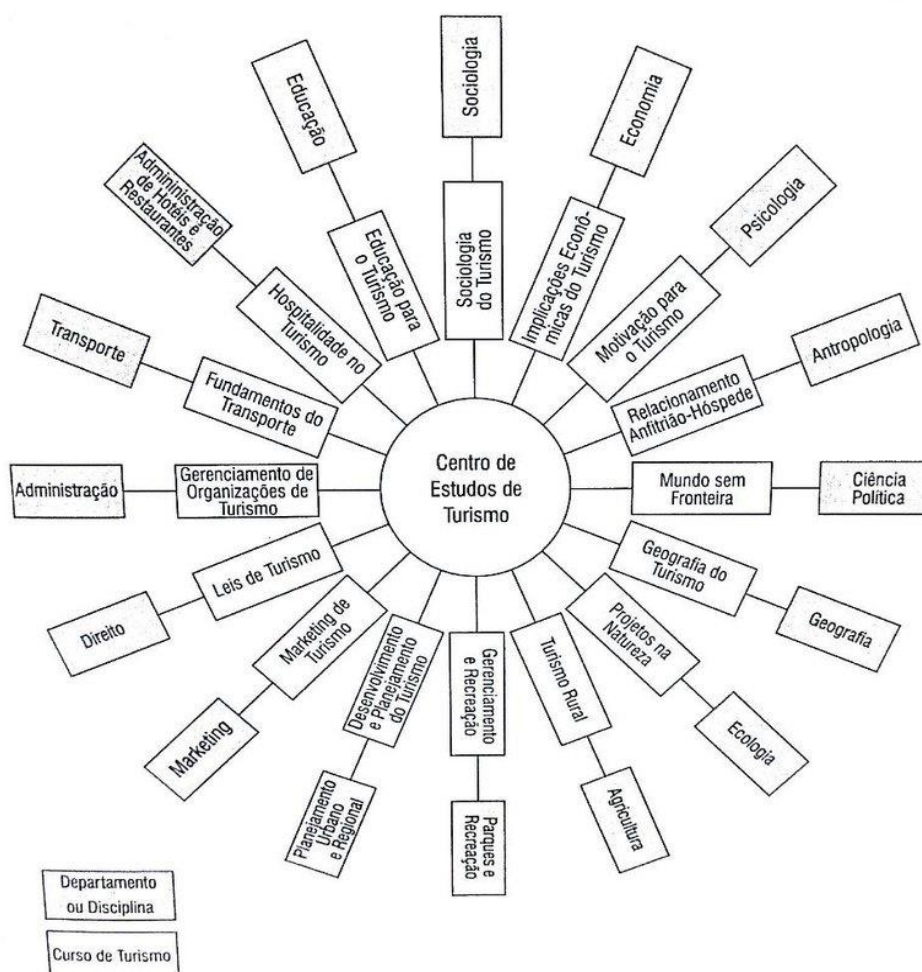 Sociologia
Sociologia
do Turismo
Economia
Implicações Econô-
micas do Turismo
Psicologia
Motivação para
o Turismo
Antropologia
Relacionamento
Anfitrião-Hóspede
Ciência
Política
Mundo sem
Fronteira
Geografia
Geografia do
Turismo
Ecologia
Projetos na
Natureza
Agricultura
Turismo Rural
Parques e
Recreação
Gerenciamento
e Recreação
Planejamento
Urbano
e Regional
Desenvolvimento
e Planejamento
do Turismo
Marketing
Marketing de
Turismo
Direito
Leis de Turismo
Administração
Gerenciamento de
Organizações de
Turismo
Transporte
Fundamentos do
Transporte
Admininistração
de Hotéis e
Restaurantes
Hospitalidade no
Turismo
Educação
Educação para
o Turismo
Centro de
Estudos de
Turismo
Departamento
ou Disciplina
Curso de Turismo